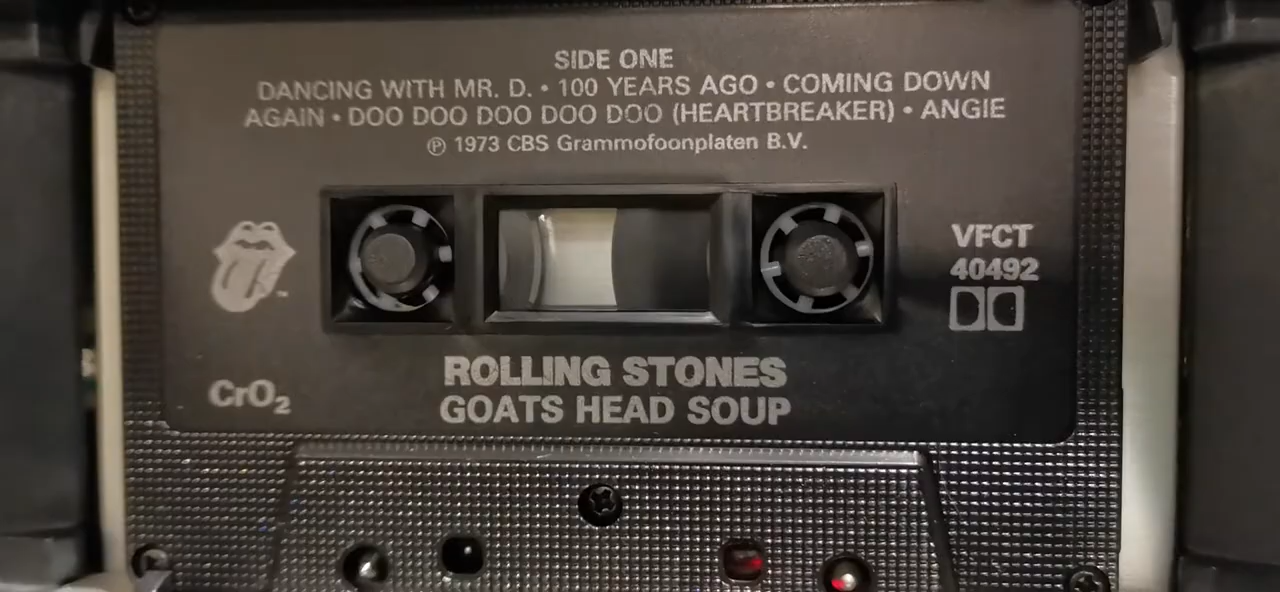 SIDE ONE
DANCING WITH MR. D. • 100 YEARS AGO • COMING DOWN
AGAIN • DOO DOO DOO DOO DOO (HEARTBREAKER) • ANGIE
℗ 1973 CBS Grammofoonplaten B.V.
™
VFCT
40492
ROLLING STONES
CrO₂
GOATS HEAD SOUP